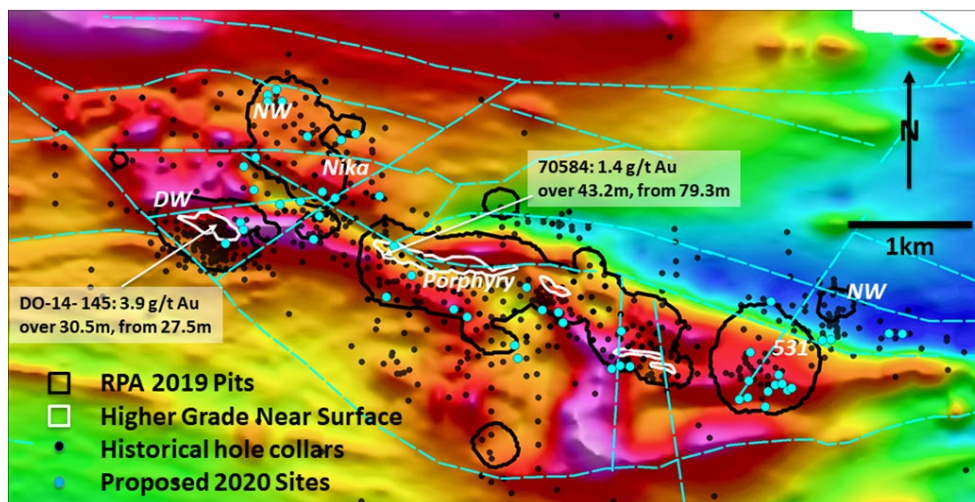 NW
N
Nika
70584: 1.4 g/t Au
over 43.2m, from 79.3m
DW
1km
Porphyry
NW
DO-14- 145: 3.9 g/t Au
over 30.5m, from 27.5m
531
RPA 2019 Pits
Higher Grade Near Surface
Historical hole collars
Proposed 2020 Sites